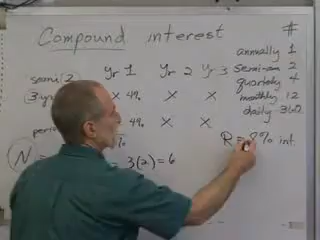 Compound interest
#
annually 1
semi-an 2
quarterly 4
monthly 12
daily 360
semi (2) yr 1 yr 2 yr 3
3 x 4% x x
per 4% x x
%
N = = 3(2) = 6
R = 8% int.